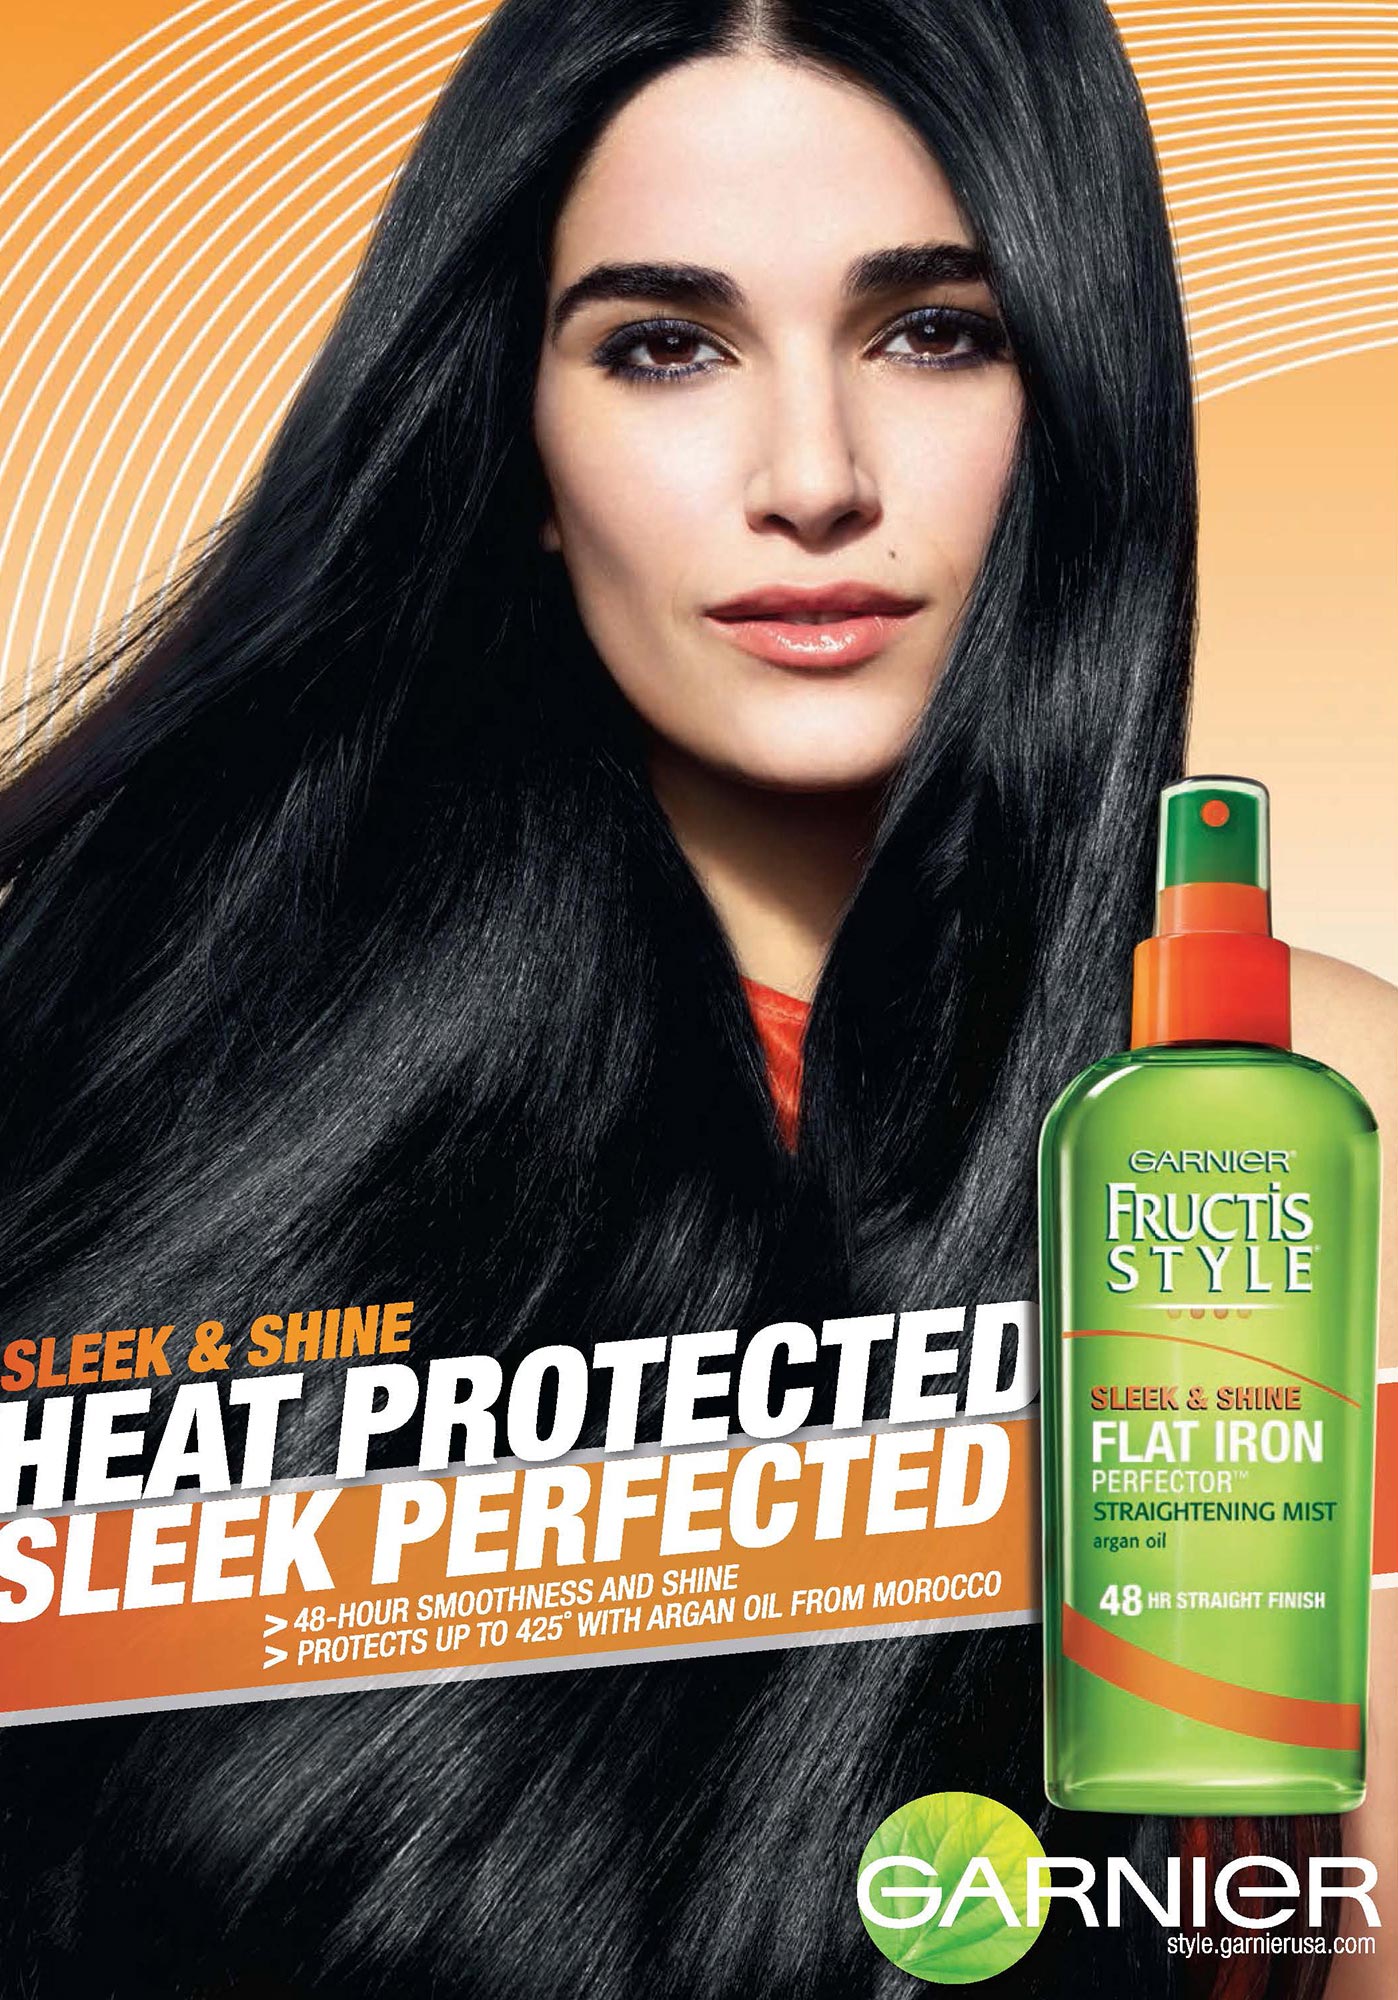 SLEEK & SHINE
HEAT PROTECTED
SLEEK PERFECTED
> 48-HOUR SMOOTHNESS AND SHINE
> PROTECTS UP TO 425° WITH ARGAN OIL FROM MOROCCO
GARNIER®
FRUCTiS
STYLE®
SLEEK & SHINE
FLAT IRON
PERFECTOR™
STRAIGHTENING MIST
argan oil
48 HR STRAIGHT FINISH
GARNIER
style.garnierusa.com